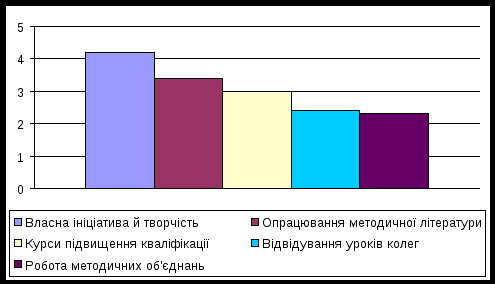 5
4
3
2
1
0
Власна ініціатива й творчість
Опрацювання методичної літератури
Курси підвищення кваліфікації
Відвідування уроків колег
Робота методичних об'єднань